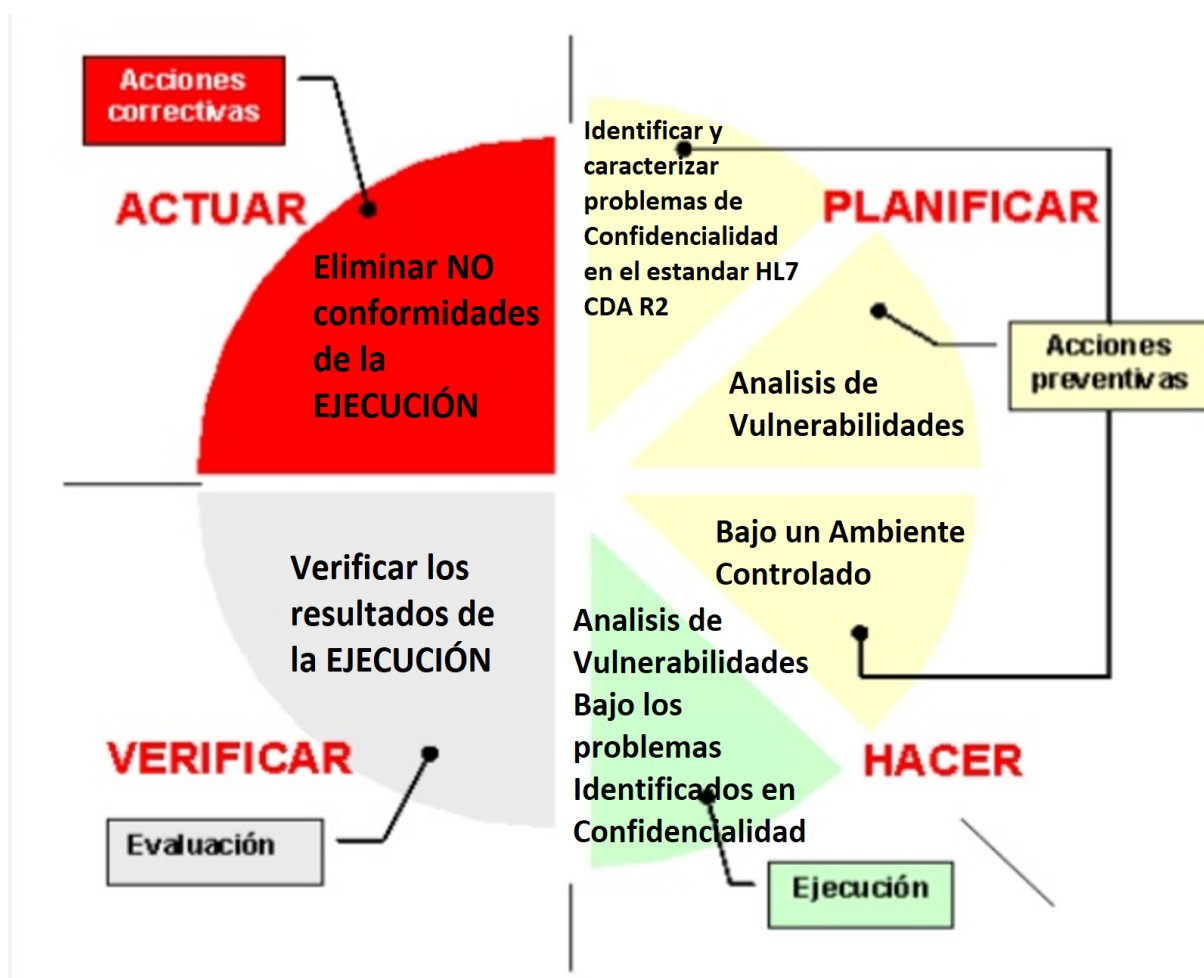 Acciones
correctivas
ACTUAR
Eliminar NO
conformidades
de la
EJECUCIÓN
Identificar y
caracterizar
problemas de
Confidencialidad
en el estandar HL7
CDA R2
PLANIFICAR
Analisis de
Vulnerabilidades
Acciones
preventivas
Bajo un Ambiente
Controlado
HACER
Analisis de
Vulnerabilidades
Bajo los
problemas
Identificados en
Confidencialidad
Ejecución
Verificar los
resultados de
la EJECUCIÓN
VERIFICAR
Evaluación